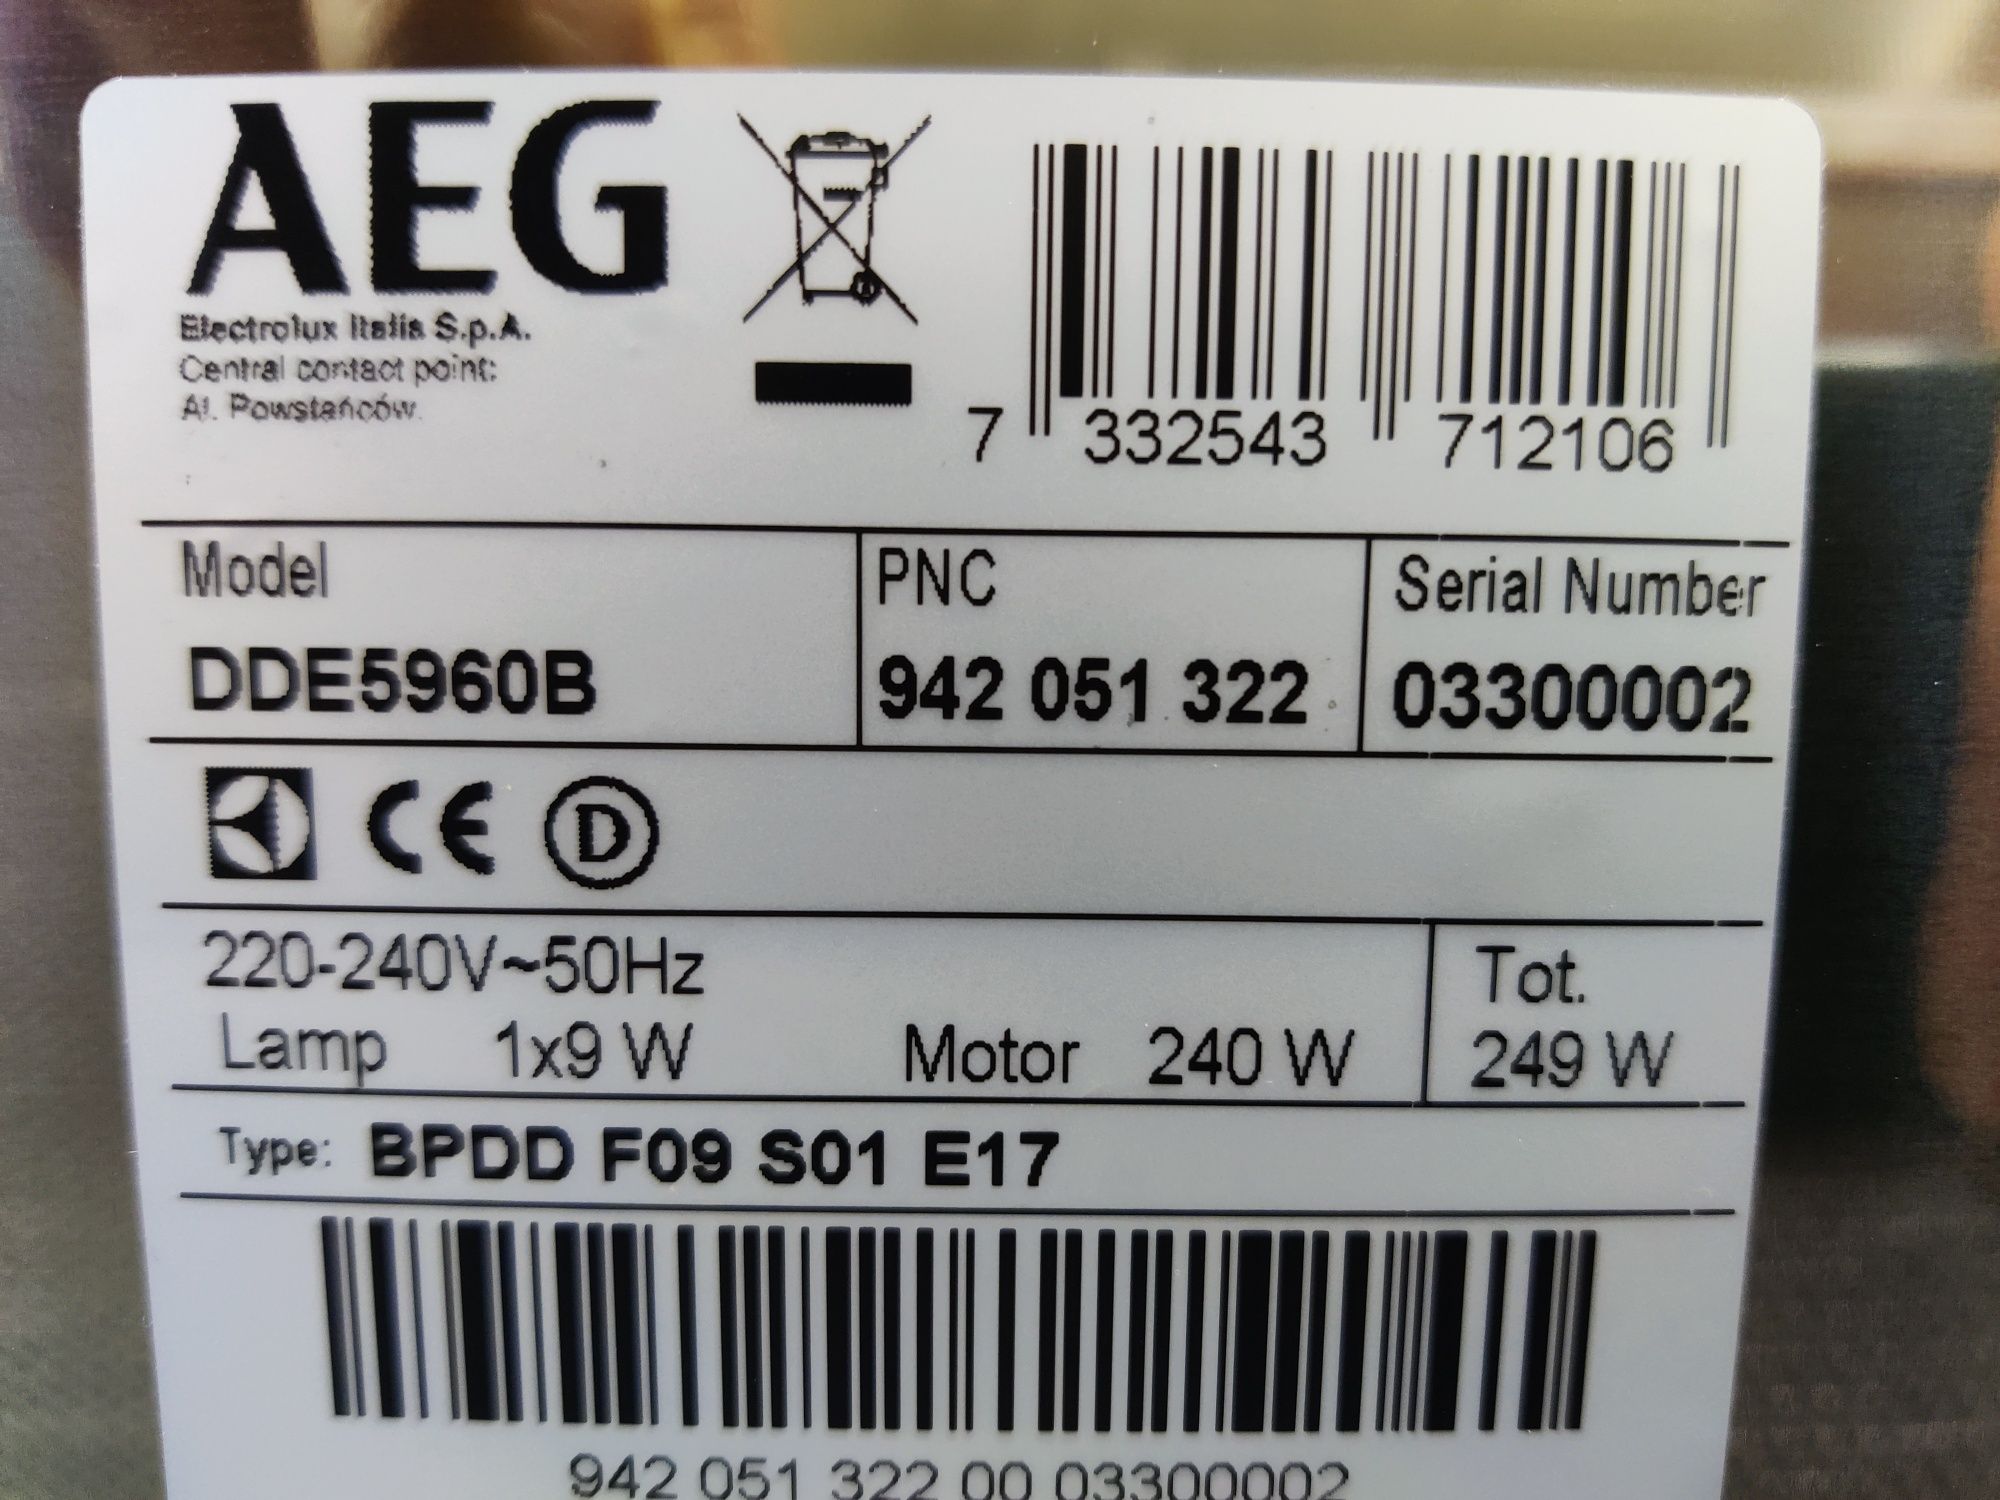 AEG
Electrolux Italia S.p.A.
Central contact point:
Al. Powstańców.
7 332543 712106
Model
DDE5960B
PNC
942 051 322
Serial Number
03300002
CE D
220-240V~50Hz
Lamp 1x9 W Motor 240 W
Tot.
249 W
Type: BPDD F09 S01 E17
942 051 322 00 03300002